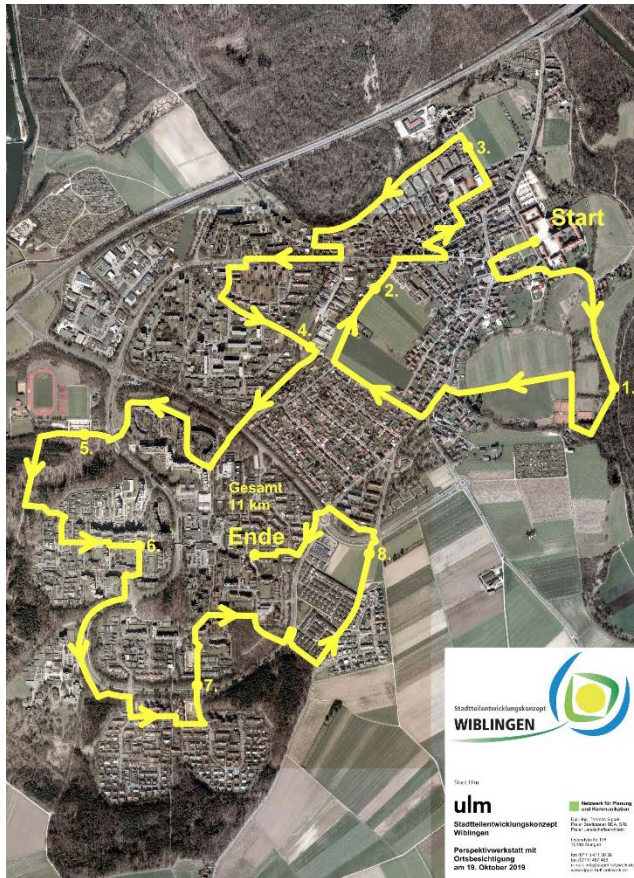 Start
1.
2.
3.
4.
5.
6.
7.
8.
Gesamt
11 km
Ende
Stadtteilentwicklungskonzept
WIBLINGEN
Stadt Ulm
ulm
Stadtteilentwicklungskonzept
Wiblingen
Perspektivwerkstatt mit
Ortsbesichtigung
am 19. Oktober 2019
Netzwerk für Planung
und Kommunikation